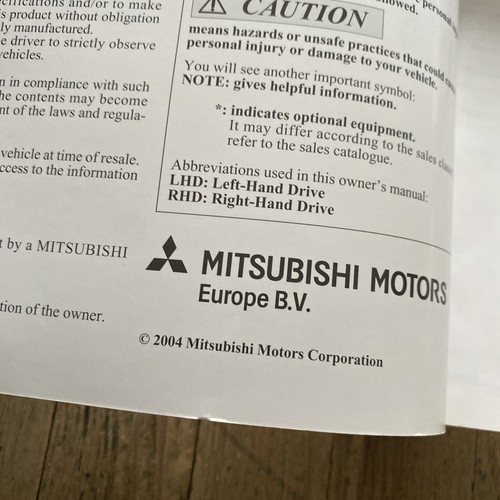 cifications and/or to make
s product without obligation
ly manufactured.
e driver to strictly observe
vehicles.
n in compliance with such
he contents may become
nt of the laws and regula-
vehicle at time of resale.
ccess to the information
t by a MITSUBISHI
tion of the owner.
CAUTION
means hazards or unsafe practices that could
personal injury or damage to your vehicle.
You will see another important symbol:
NOTE: gives helpful information.
*: indicates optional equipment.
It may differ according to the sales
refer to the sales catalogue.
Abbreviations used in this owner's manual:
LHD: Left-Hand Drive
RHD: Right-Hand Drive
MITSUBISHI MOTORS
Europe B.V.
© 2004 Mitsubishi Motors Corporation